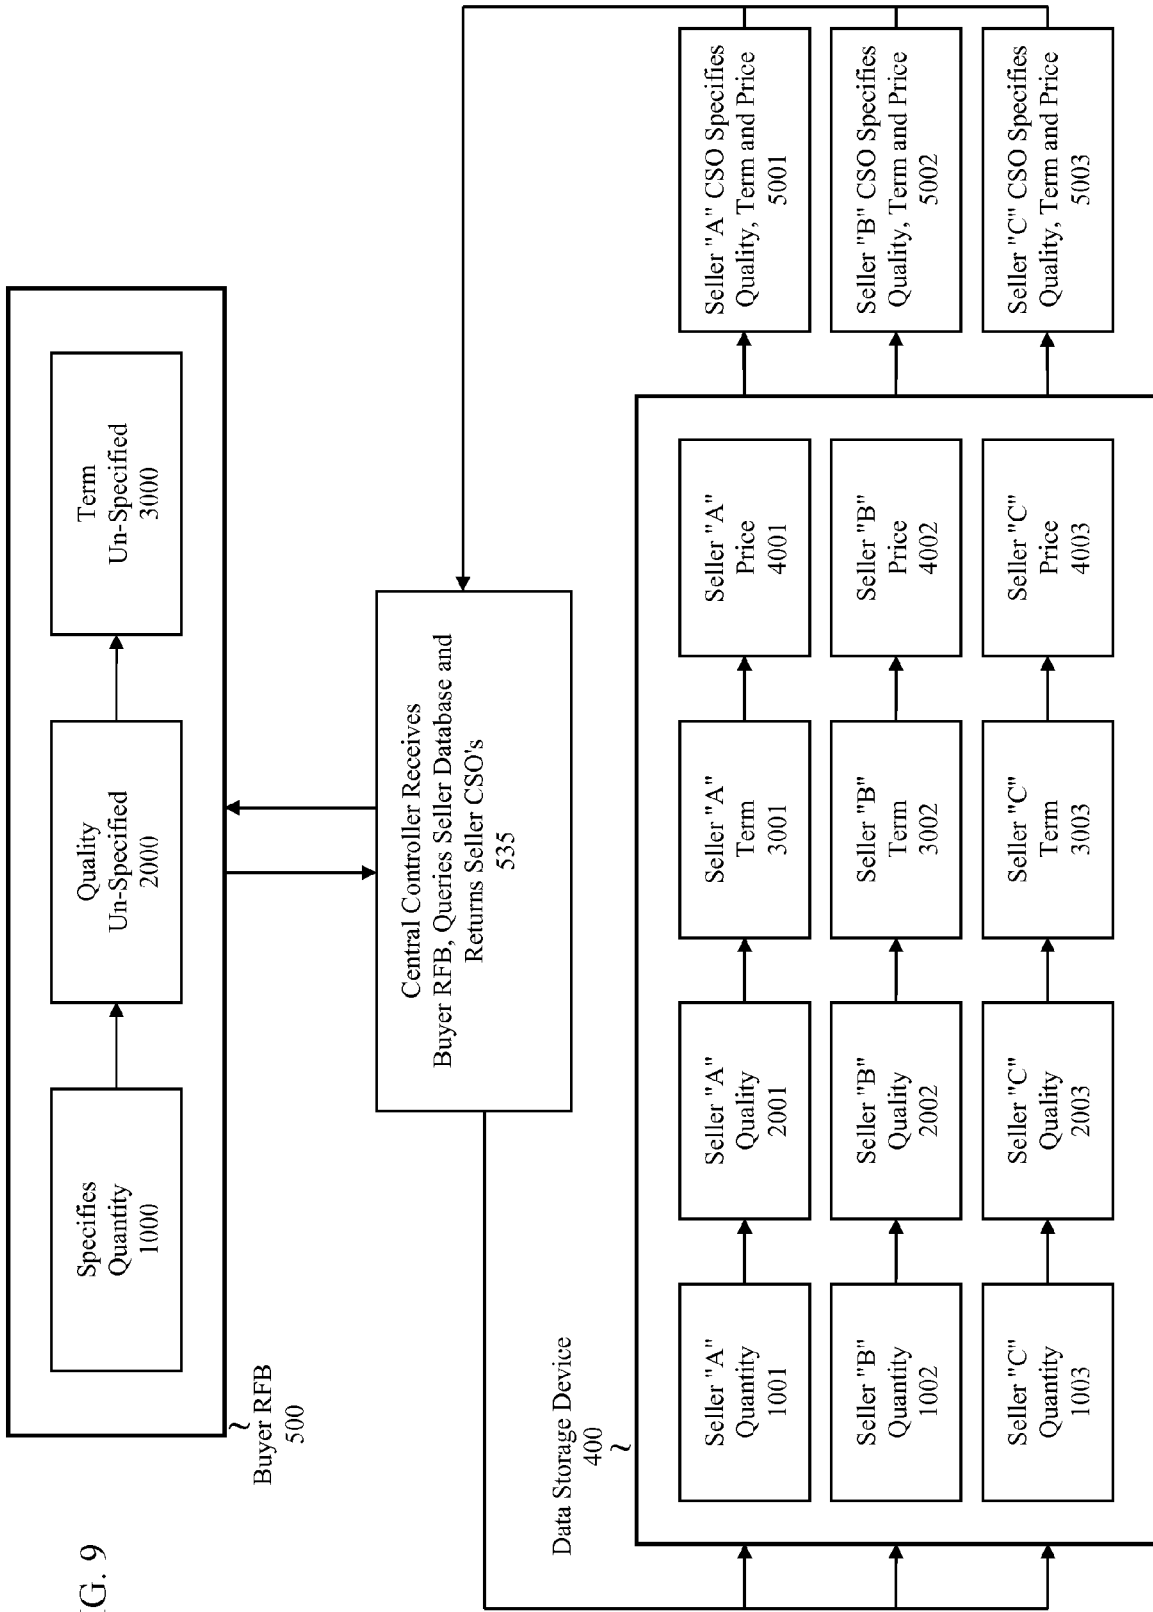 IG. 9
Buyer RFB
500
Specifies
Quantity
1000
Quality
Un-Specified
2000
Term
Un-Specified
3000
Central Controller Receives
Buyer RFB, Queries Seller Database and
Returns Seller CSO's
535
Data Storage Device
400
Seller "A"
Quantity
1001
Seller "A"
Quality
2001
Seller "A"
Term
3001
Seller "A"
Price
4001
Seller "A" CSO Specifies
Quality, Term and Price
5001
Seller "B"
Quantity
1002
Seller "B"
Quality
2002
Seller "B"
Term
3002
Seller "B"
Price
4002
Seller "B" CSO Specifies
Quality, Term and Price
5002
Seller "C"
Quantity
1003
Seller "C"
Quality
2003
Seller "C"
Term
3003
Seller "C"
Price
4003
Seller "C" CSO Specifies
Quality, Term and Price
5003